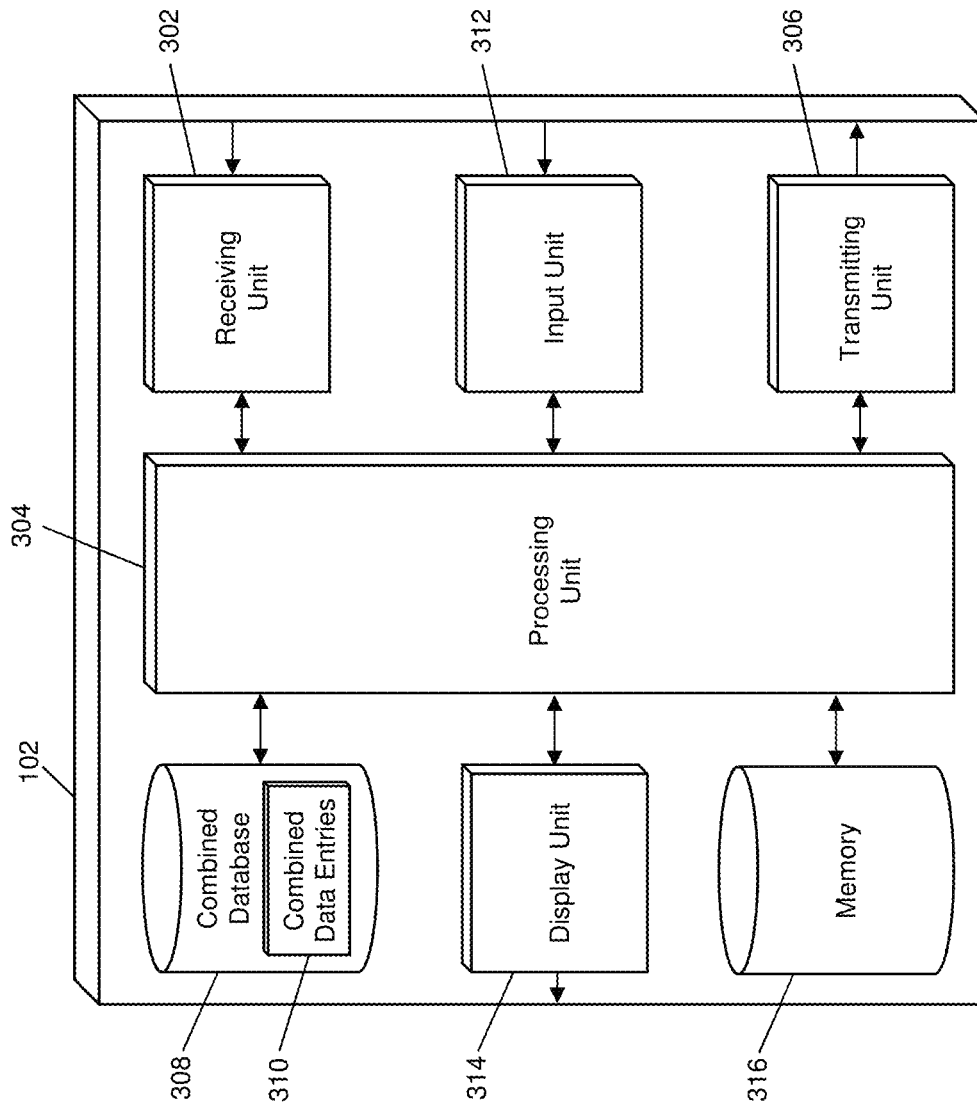 102
304
302
308
Combined
Database
Receiving
Unit
310
Combined
Data Entries
312
314
Display Unit
Processing
Unit
Input Unit
306
316
Memory
Transmitting
Unit